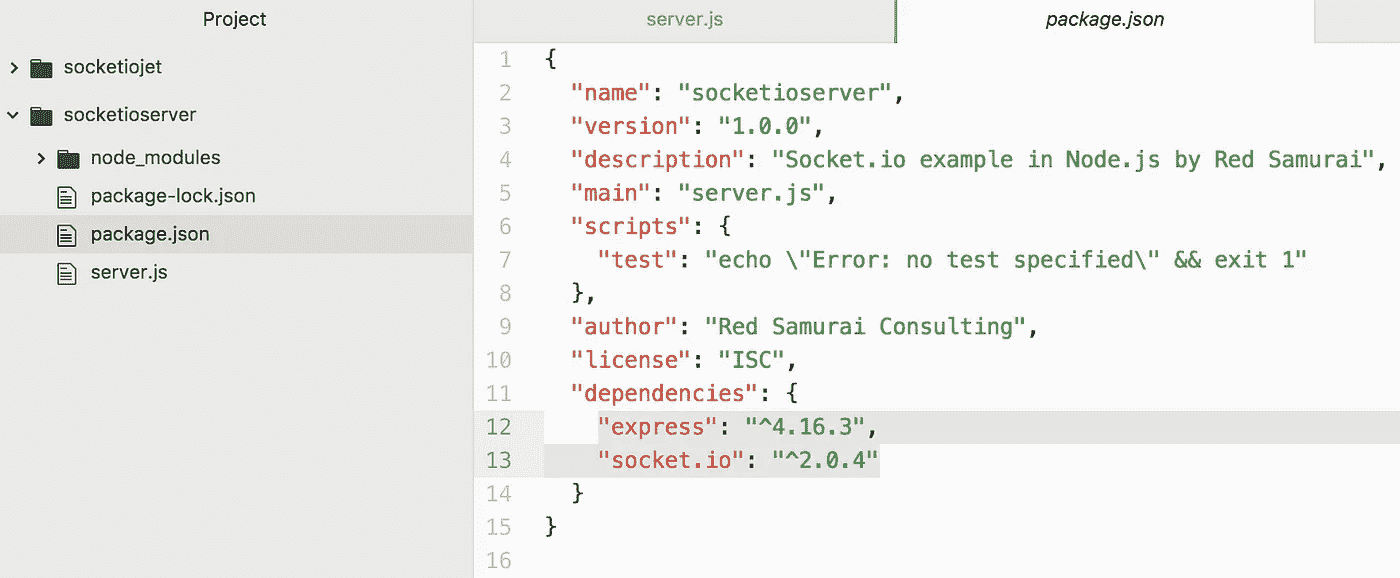 Project
socketiojet
socketioserver
node_modules
package-lock.json
package.json
server.js
server.js
package.json
1 {
2 "name": "socketioserver",
3 "version": "1.0.0",
4 "description": "Socket.io example in Node.js by Red Samurai",
5 "main": "server.js",
6 "scripts": {
7 "test": "echo \"Error: no test specified\" && exit 1"
8 },
9 "author": "Red Samurai Consulting",
10 "license": "ISC",
11 "dependencies": {
12 "express": "^4.16.3",
13 "socket.io": "^2.0.4"
14 }
15 }
16